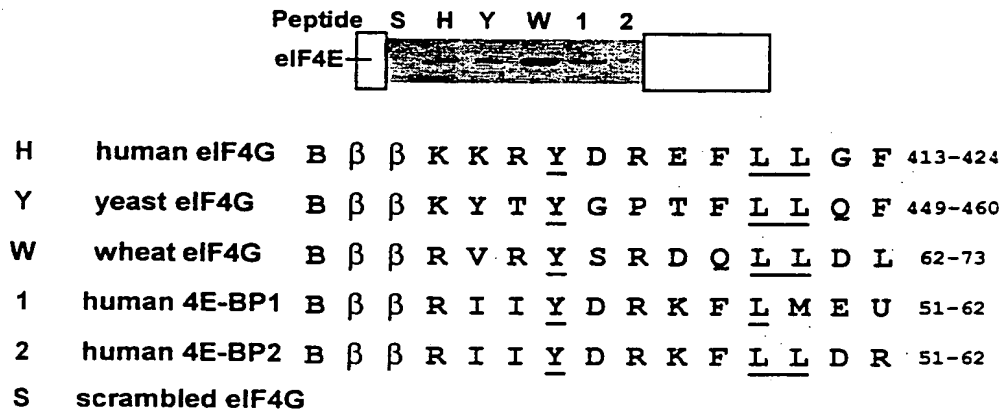 Peptide S H Y W 1 2
eIF4E
H human eIF4G B β β K K R Y D R E F L L G F 413-424
Y yeast eIF4G B β β K Y T Y G P T F L L Q F 449-460
W wheat eIF4G B β β R V R Y S R D Q L L D L 62-73
1 human 4E-BP1 B β β R I I Y D R K F L M E U 51-62
2 human 4E-BP2 B β β R I I Y D R K F L L D R 51-62
S scrambled eIF4G